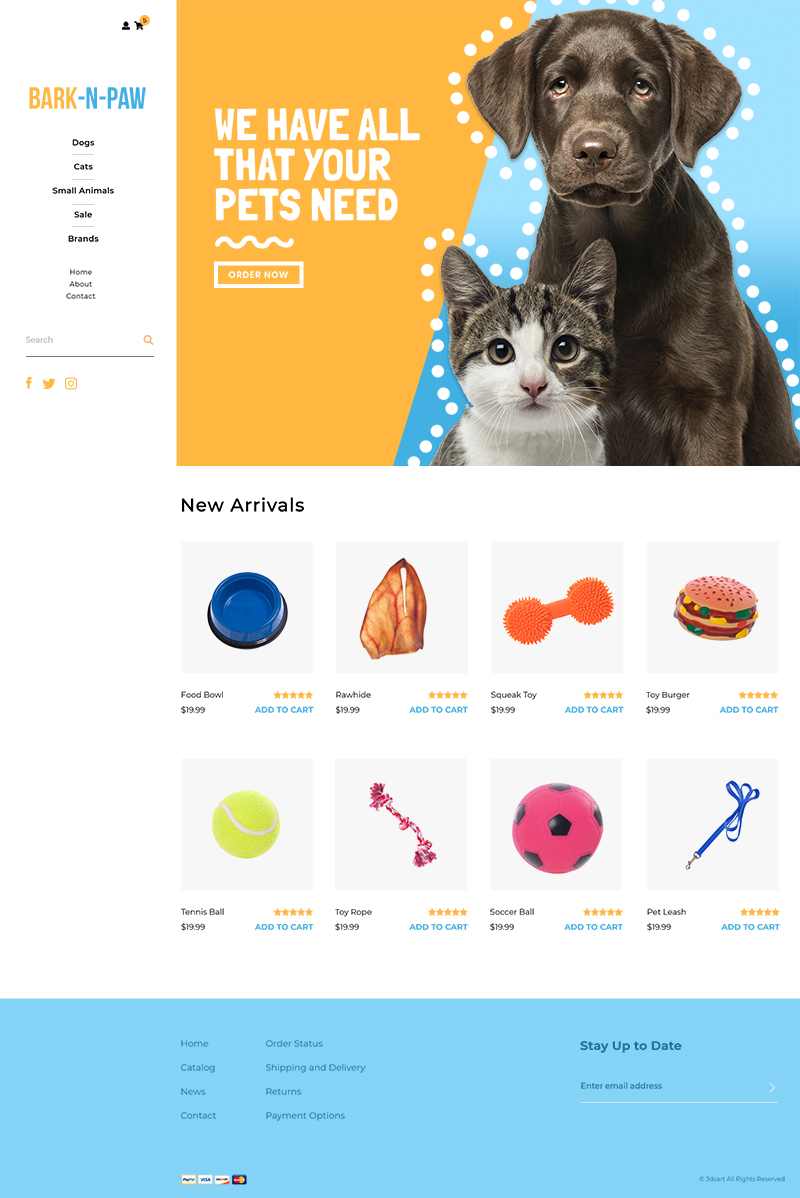 5
BARK-N-PAW
Dogs
Cats
Small Animals
Sale
Brands
Home
About
Contact
Search
WE HAVE ALL
THAT YOUR
PETS NEED
ORDER NOW
New Arrivals
Food Bowl
$19.99 ADD TO CART
Rawhide
$19.99 ADD TO CART
Squeak Toy
$19.99 ADD TO CART
Toy Burger
$19.99 ADD TO CART
Tennis Ball
$19.99 ADD TO CART
Toy Rope
$19.99 ADD TO CART
Soccer Ball
$19.99 ADD TO CART
Pet Leash
$19.99 ADD TO CART
Home
Catalog
News
Contact
Order Status
Shipping and Delivery
Returns
Payment Options
Stay Up to Date
Enter email address
PayPal VISA
© 3dcart All Rights Reserved